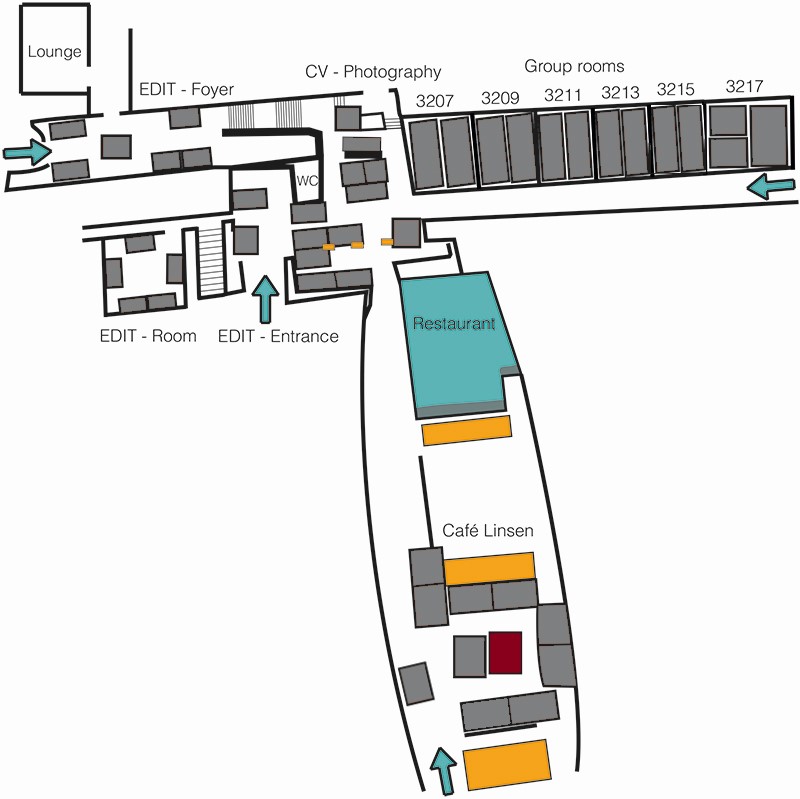 Lounge
EDIT - Foyer
CV - Photography
Group rooms
3207
3209
3211
3213
3215
3217
WC
EDIT - Room
EDIT - Entrance
Restaurant
Café Linsen